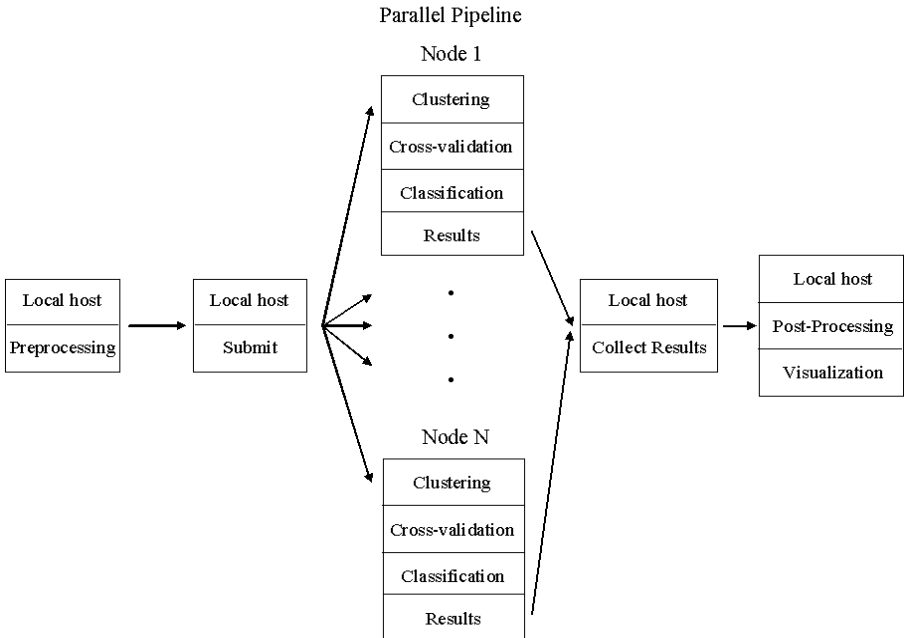 Parallel Pipeline
Node 1
Clustering
Cross-validation
Classification
Results
Local host
Preprocessing
Local host
Submit
Local host
Collect Results
Local host
Post-Processing
Visualization
Node N
Clustering
Cross-validation
Classification
Results